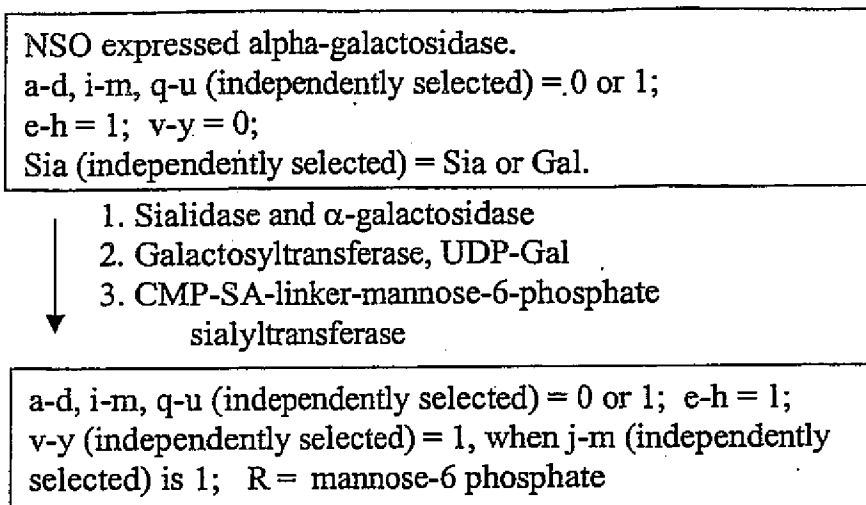 NSO expressed alpha-galactosidase.
a-d, i-m, q-u (independently selected) = 0 or 1;
e-h = 1; v-y = 0;
Sia (independently selected) = Sia or Gal.
1. Sialidase and α-galactosidase
2. Galactosyltransferase, UDP-Gal
3. CMP-SA-linker-mannose-6-phosphate
sialyltransferase
a-d, i-m, q-u (independently selected) = 0 or 1; e-h = 1;
v-y (independently selected) = 1, when j-m (independently
selected) is 1; R = mannose-6 phosphate